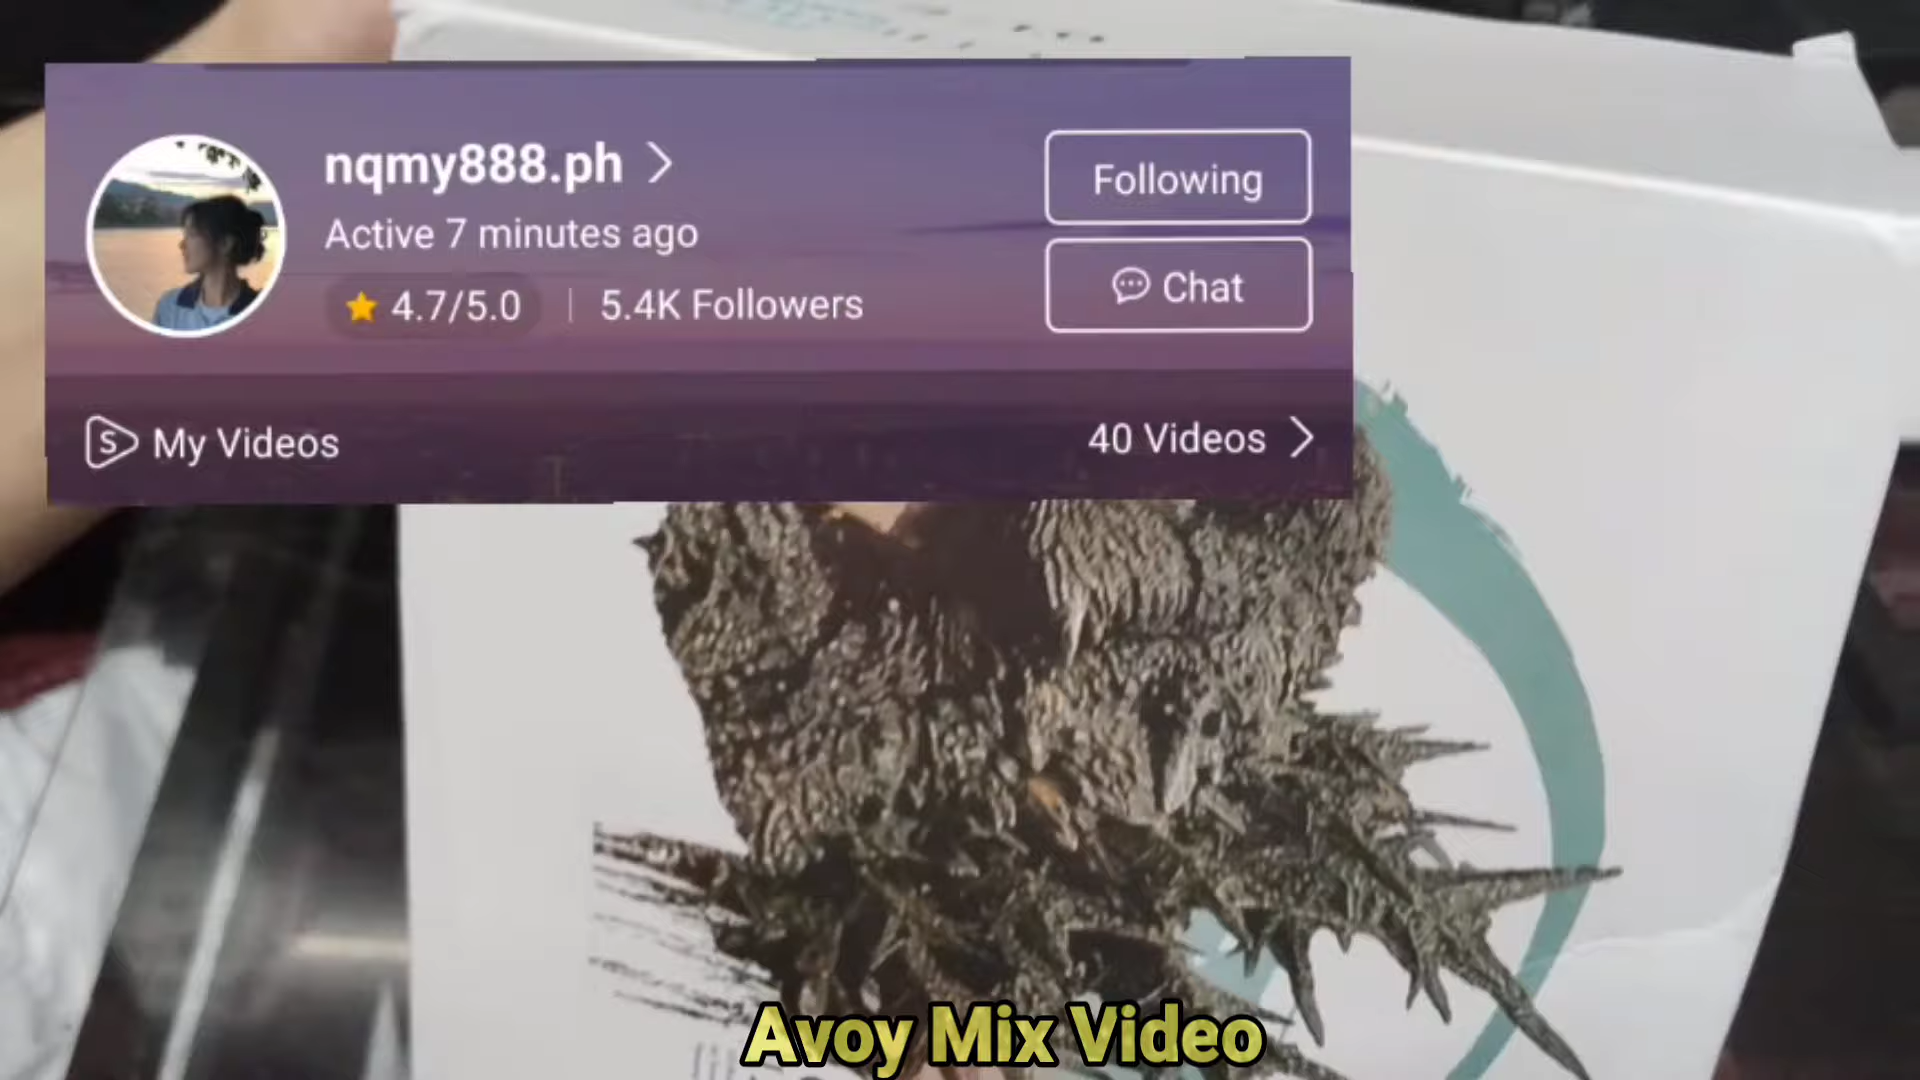 nqmy888.ph
Following
Active 7 minutes ago
Chat
4.7/5.0
5.4K Followers
My Videos
40 Videos
Avoy Mix Video